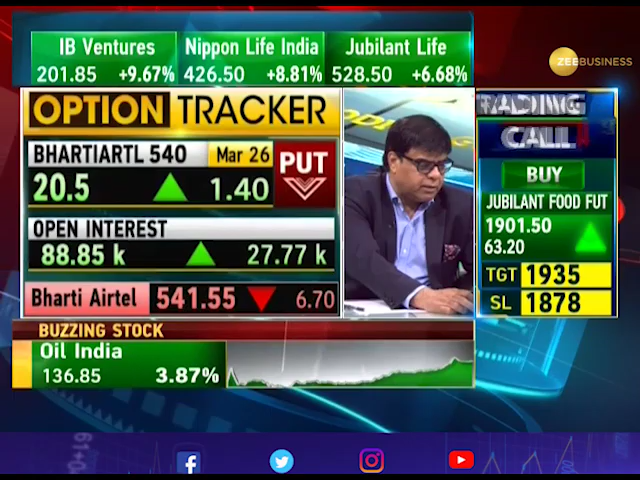 IB Ventures
201.85 +9.67%
Nippon Life India
426.50 +8.81%
Jubilant Life
528.50 +6.68%
ZEEBUSINESS
OPTION TRACKER
BHARTIARTL 540 Mar 26
PUT
20.5 1.40
OPEN INTEREST
88.85 k 27.77 k
Bharti Airtel 541.55 6.70
TRADING
CALL
BUY
JUBILANT FOOD FUT
1901.50
63.20
TGT 1935
SL 1878
BUZZING STOCK
Oil India
136.85 3.87%